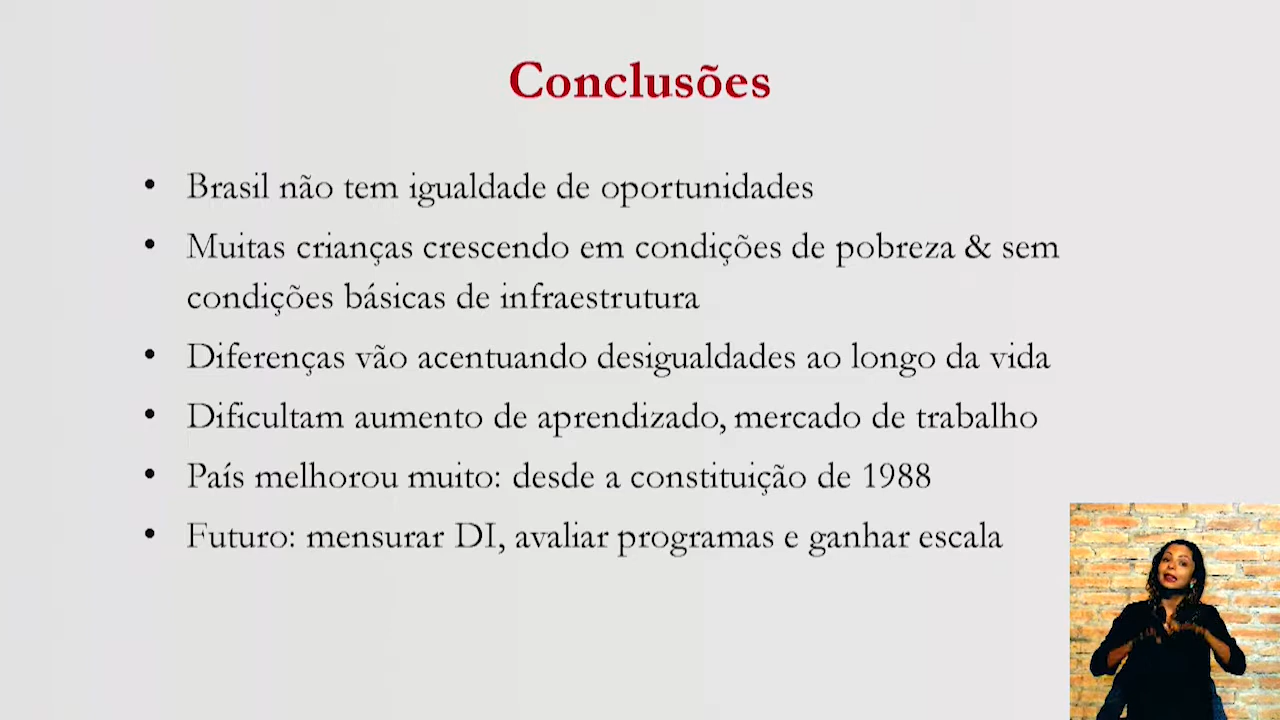 Conclusões
• Brasil não tem igualdade de oportunidades
• Muitas crianças crescendo em condições de pobreza & sem
condições básicas de infraestrutura
• Diferenças vão acentuando desigualdades ao longo da vida
• Dificultam aumento de aprendizado, mercado de trabalho
• País melhorou muito: desde a constituição de 1988
• Futuro: mensurar DI, avaliar programas e ganhar escala